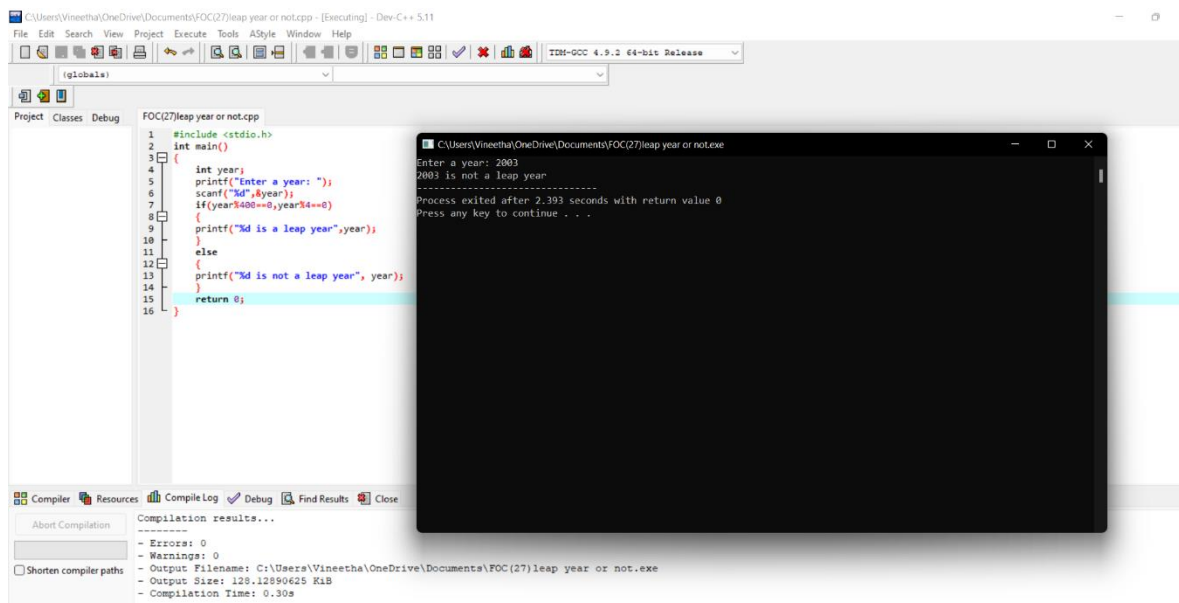 C:\Users\Vineetha\OneDrive\Documents\FOC(27)leap year or not.cpp - [Executing] - Dev-C++ 5.11
File Edit Search View Project Execute Tools AStyle Window Help
TDM-GCC 4.9.2 64-bit Release
(globals)
Project Classes Debug
FOC(27)leap year or not.cpp
1 #include <stdio.h>
2 int main()
3 {
4 int year;
5 printf("Enter a year: ");
6 scanf("%d",&year);
7 if(year%400==0,year%4==0)
8 {
9 printf("%d is a leap year",year);
10 }
11 else
12 {
13 printf("%d is not a leap year", year);
14 }
15 return 0;
16 }
C:\Users\Vineetha\OneDrive\Documents\FOC(27)leap year or not.exe
Enter a year: 2003
2003 is not a leap year
--------------------------------
Process exited after 2.393 seconds with return value 0
Press any key to continue . . .
Compiler Resources Compile Log Debug Find Results Close
Abort Compilation
Shorten compiler paths
Compilation results...
--------
- Errors: 0
- Warnings: 0
- Output Filename: C:\Users\Vineetha\OneDrive\Documents\FOC(27)leap year or not.exe
- Output Size: 128.12890625 KiB
- Compilation Time: 0.30s